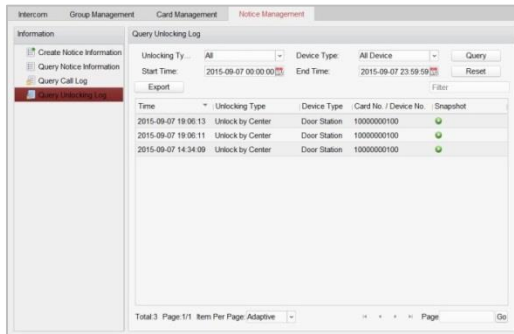 Intercom Group Management Card Management Notice Management
Information
Create Notice Information
Query Notice Information
Query Call Log
Query Unlocking Log
Query Unlocking Log
Unlocking Ty... All Device Type: All Device Query
Start Time: 2015-09-07 00:00:00 End Time: 2015-09-07 23:59:59 Reset
Export Filter
Time Unlocking Type Device Type Card No. / Device No. Snapshot
2015-09-07 19:06:13 Unlock by Center Door Station 10000000100
2015-09-07 19:06:11 Unlock by Center Door Station 10000000100
2015-09-07 14:34:09 Unlock by Center Door Station 10000000100
Total:3 Page:1/1 Item Per Page: Adaptive Page Go